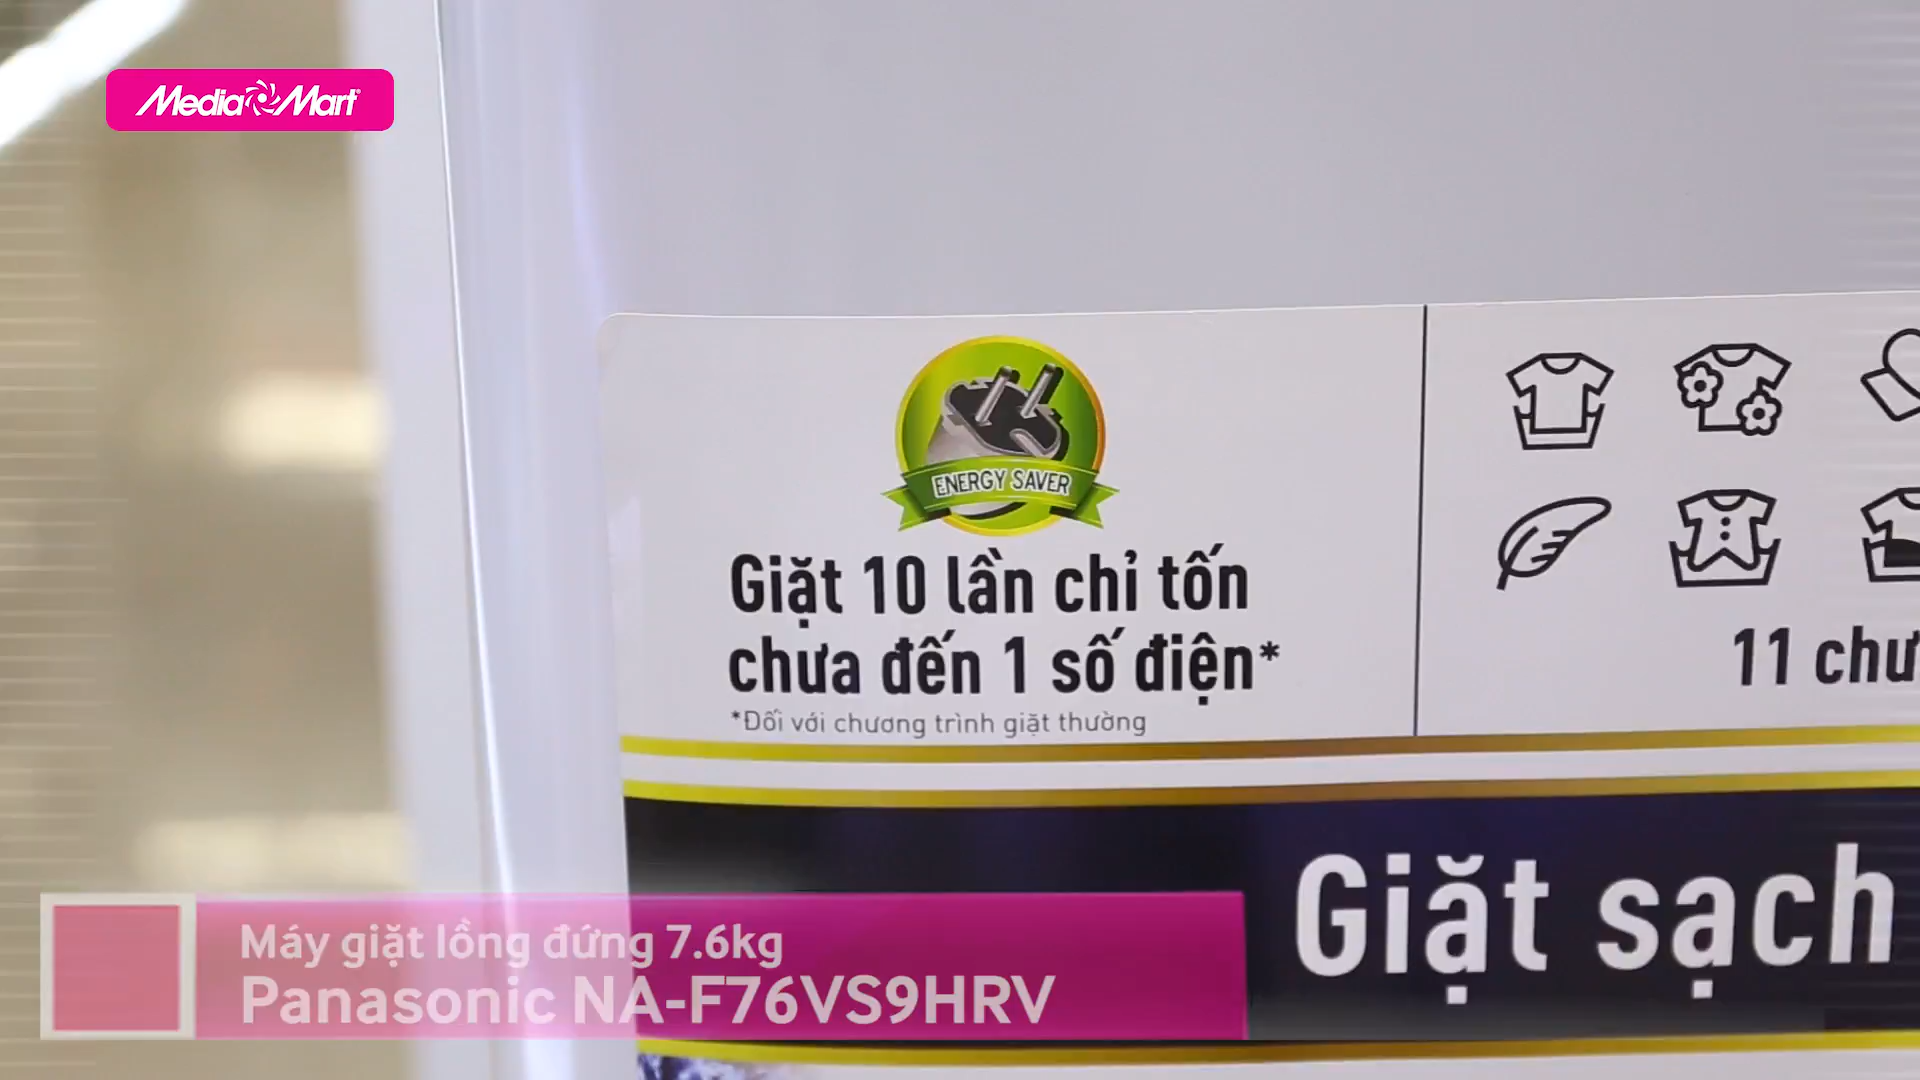 MediaMart
ENERGY SAVER
Giặt 10 lần chỉ tốn
chưa đến 1 số điện*
*Đối với chương trình giặt thường
11
Giặt sạch
Máy giặt lồng đứng 7.6kg
Panasonic NA-F76VS9HRV